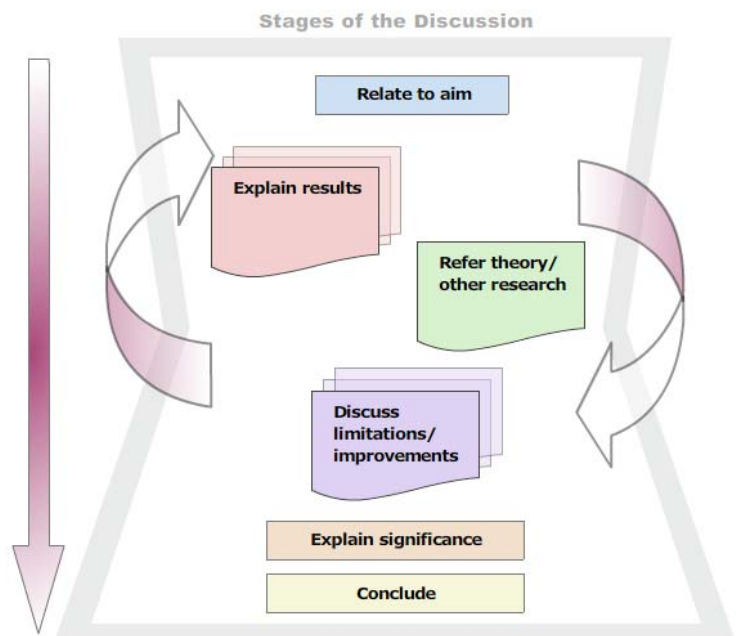 Stages of the Discussion
Relate to aim
Explain results
Refer theory/
other research
Discuss
limitations/
improvements
Explain significance
Conclude